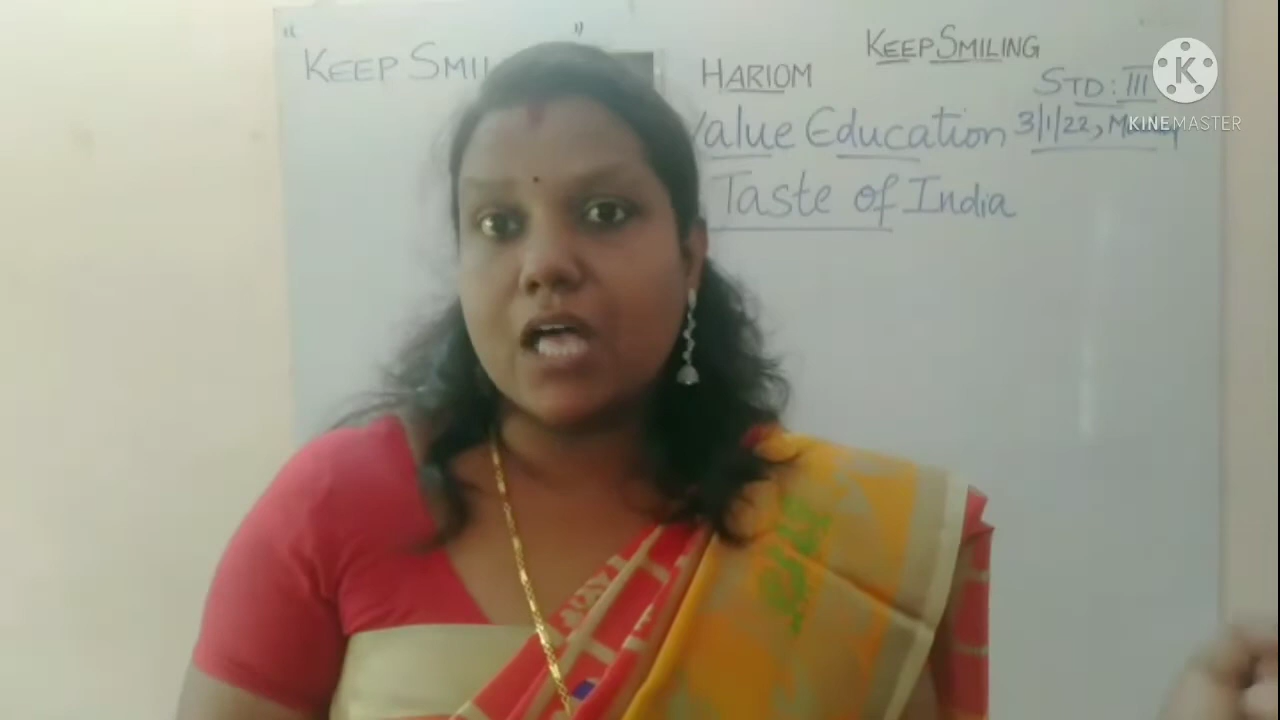 " "
KEEP SMIL
KEEP SMILING
HARIOM
STD: III
Value Education 3/1/22,
Taste of India
K
KINEMASTER